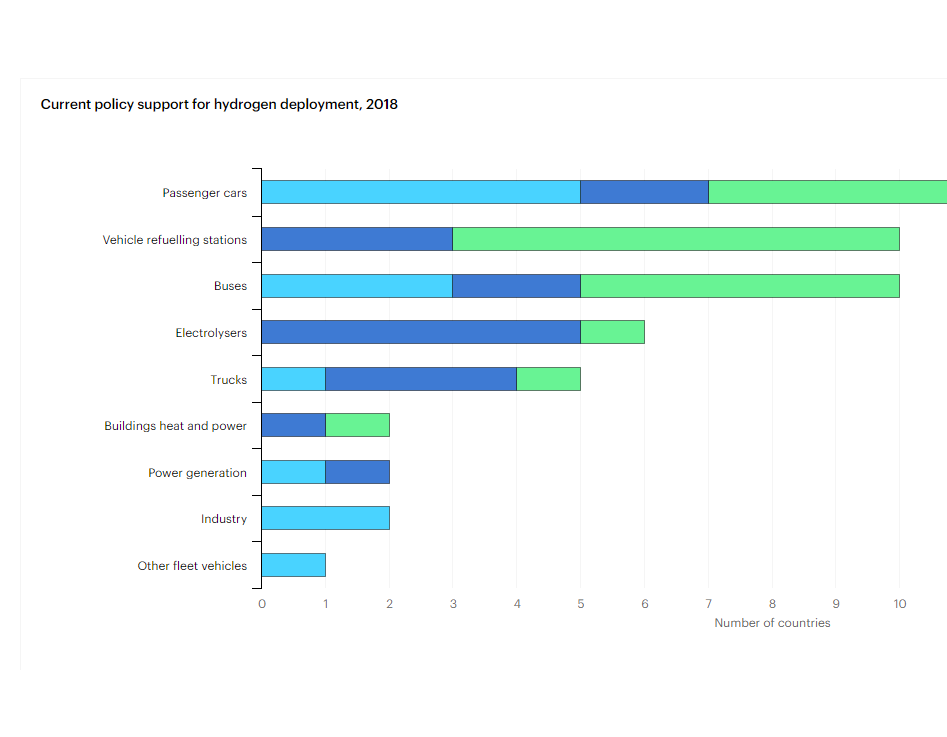 Current policy support for hydrogen deployment, 2018
Passenger cars
Vehicle refuelling stations
Buses
Electrolysers
Trucks
Buildings heat and power
Power generation
Industry
Other fleet vehicles
0 1 2 3 4 5 6 7 8 9 10
Number of countries